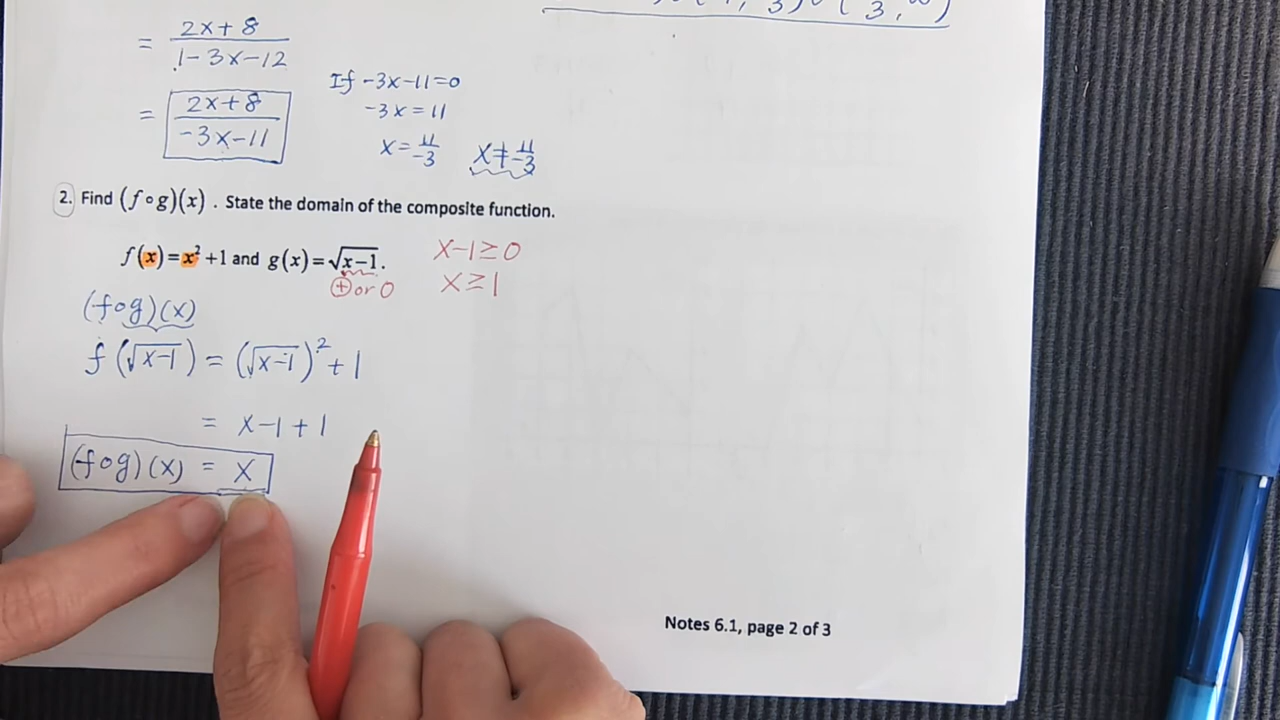 = 2x+8 / 1-3x-12
= 2x+8 / -3x-11
If -3x-11=0
-3x=11
x= 11/-3 x≠ 11/-3
2. Find (f∘g)(x). State the domain of the composite function.
f(x)=x²+1 and g(x)=√x-1.
⊕ or 0
x-1≥0
x≥1
(f∘g)(x)
f(√x-1) = (√x-1)²+1
= x-1+1
(f∘g)(x) = x
Notes 6.1, page 2 of 3